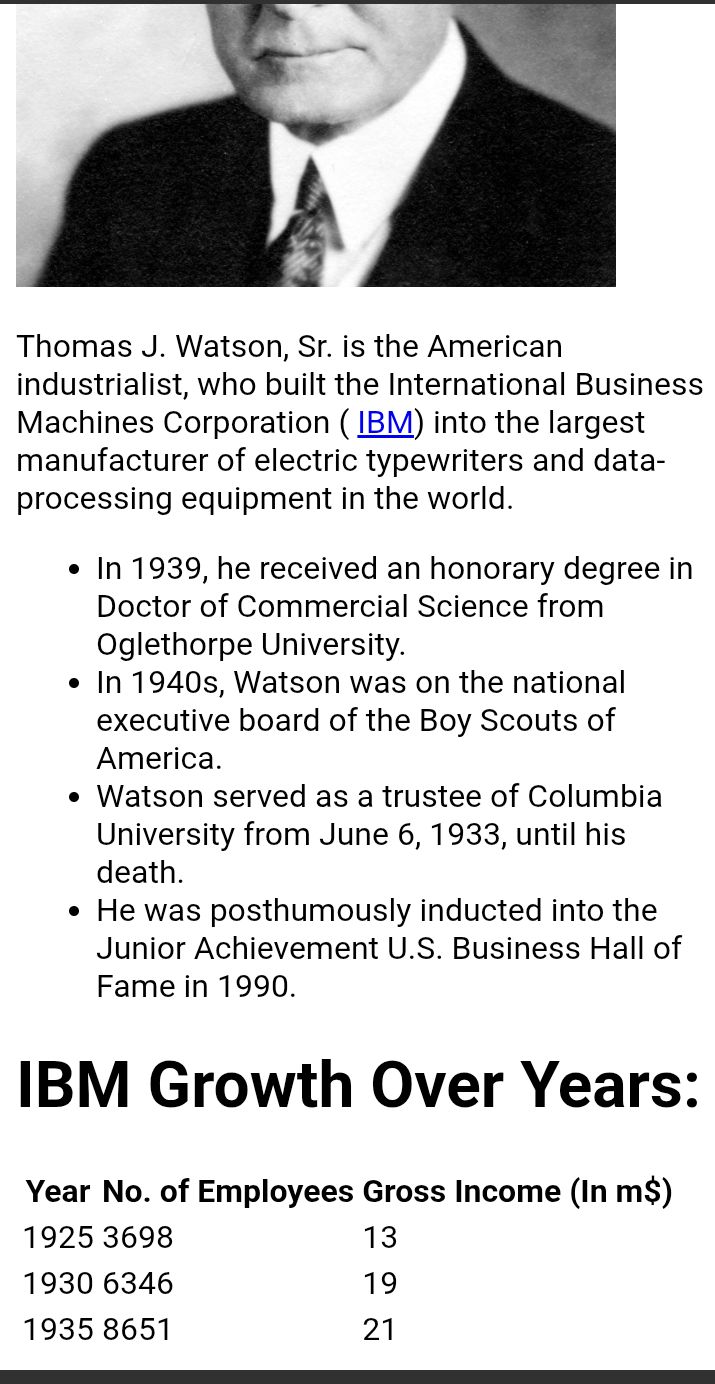 Thomas J. Watson, Sr. is the American
industrialist, who built the International Business
Machines Corporation ( IBM) into the largest
manufacturer of electric typewriters and data-
processing equipment in the world.
• In 1939, he received an honorary degree in
Doctor of Commercial Science from
Oglethorpe University.
• In 1940s, Watson was on the national
executive board of the Boy Scouts of
America.
• Watson served as a trustee of Columbia
University from June 6, 1933, until his
death.
• He was posthumously inducted into the
Junior Achievement U.S. Business Hall of
Fame in 1990.
IBM Growth Over Years:
Year No. of Employees Gross Income (In m$)
1925 3698 13
1930 6346 19
1935 8651 21